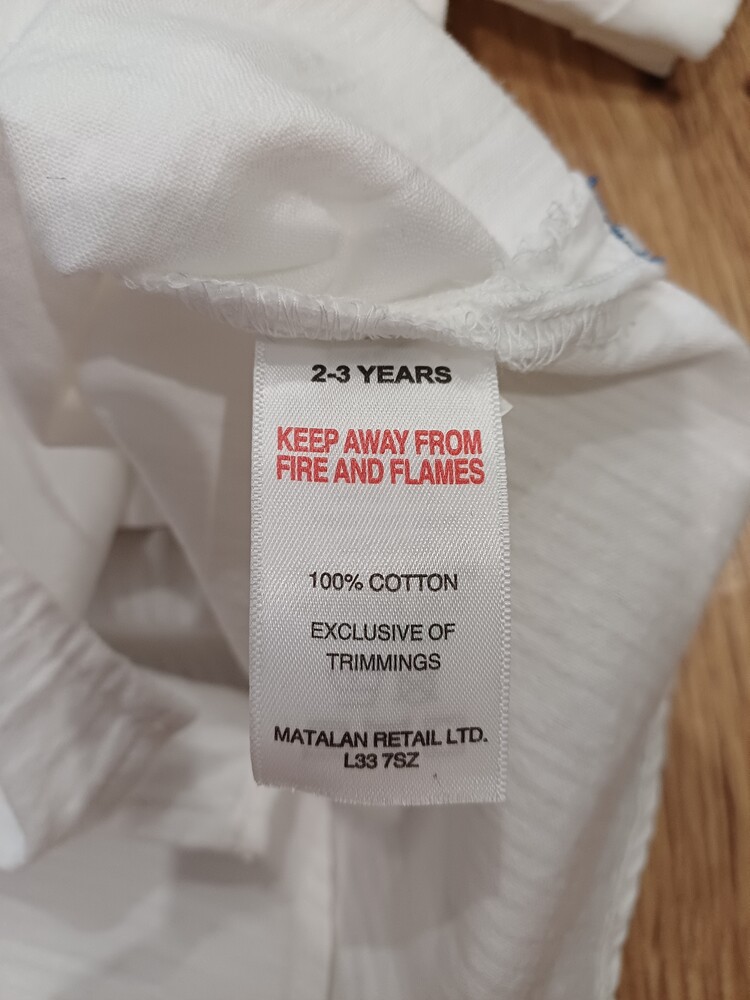 2-3 YEARS
KEEP AWAY FROM
FIRE AND FLAMES
100% COTTON
EXCLUSIVE OF
TRIMMINGS
MATALAN RETAIL LTD.
L33 7SZ